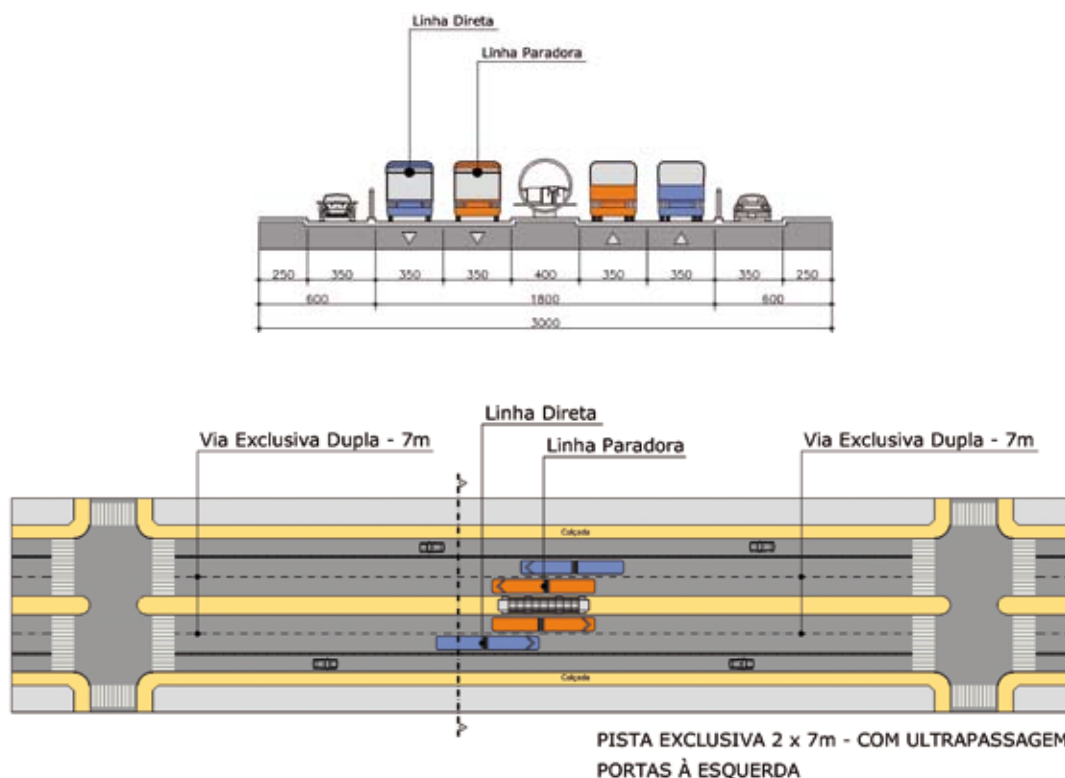 Linha Direta
Linha Paradora
250 350 350 350 400 350 350 350 250
600 1800 600
3000
Linha Direta
Via Exclusiva Dupla - 7m Linha Paradora Via Exclusiva Dupla - 7m
Calçada
Calçada
PISTA EXCLUSIVA 2 x 7m - COM ULTRAPASSAGEM
PORTAS À ESQUERDA